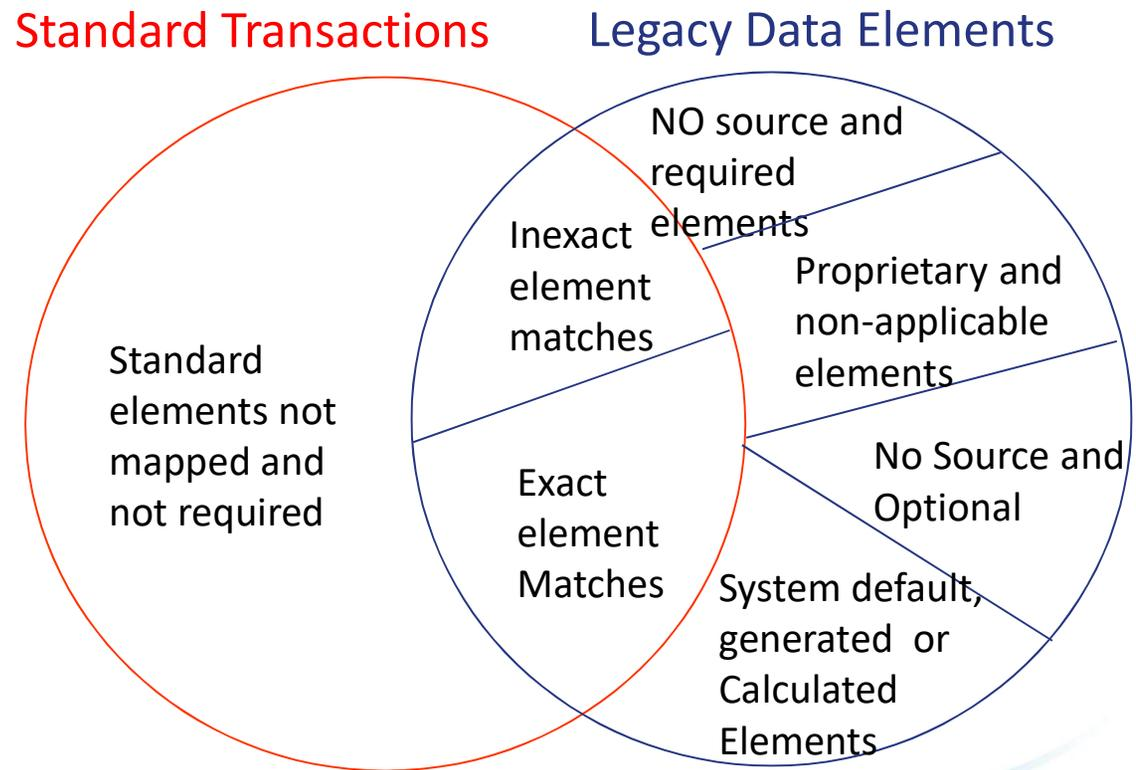 Standard Transactions
Legacy Data Elements
NO source and
required
elements
Inexact
element
matches
Proprietary and
non-applicable
elements
Standard
elements not
mapped and
not required
No Source and
Optional
Exact
element
Matches
System default,
generated or
Calculated
Elements